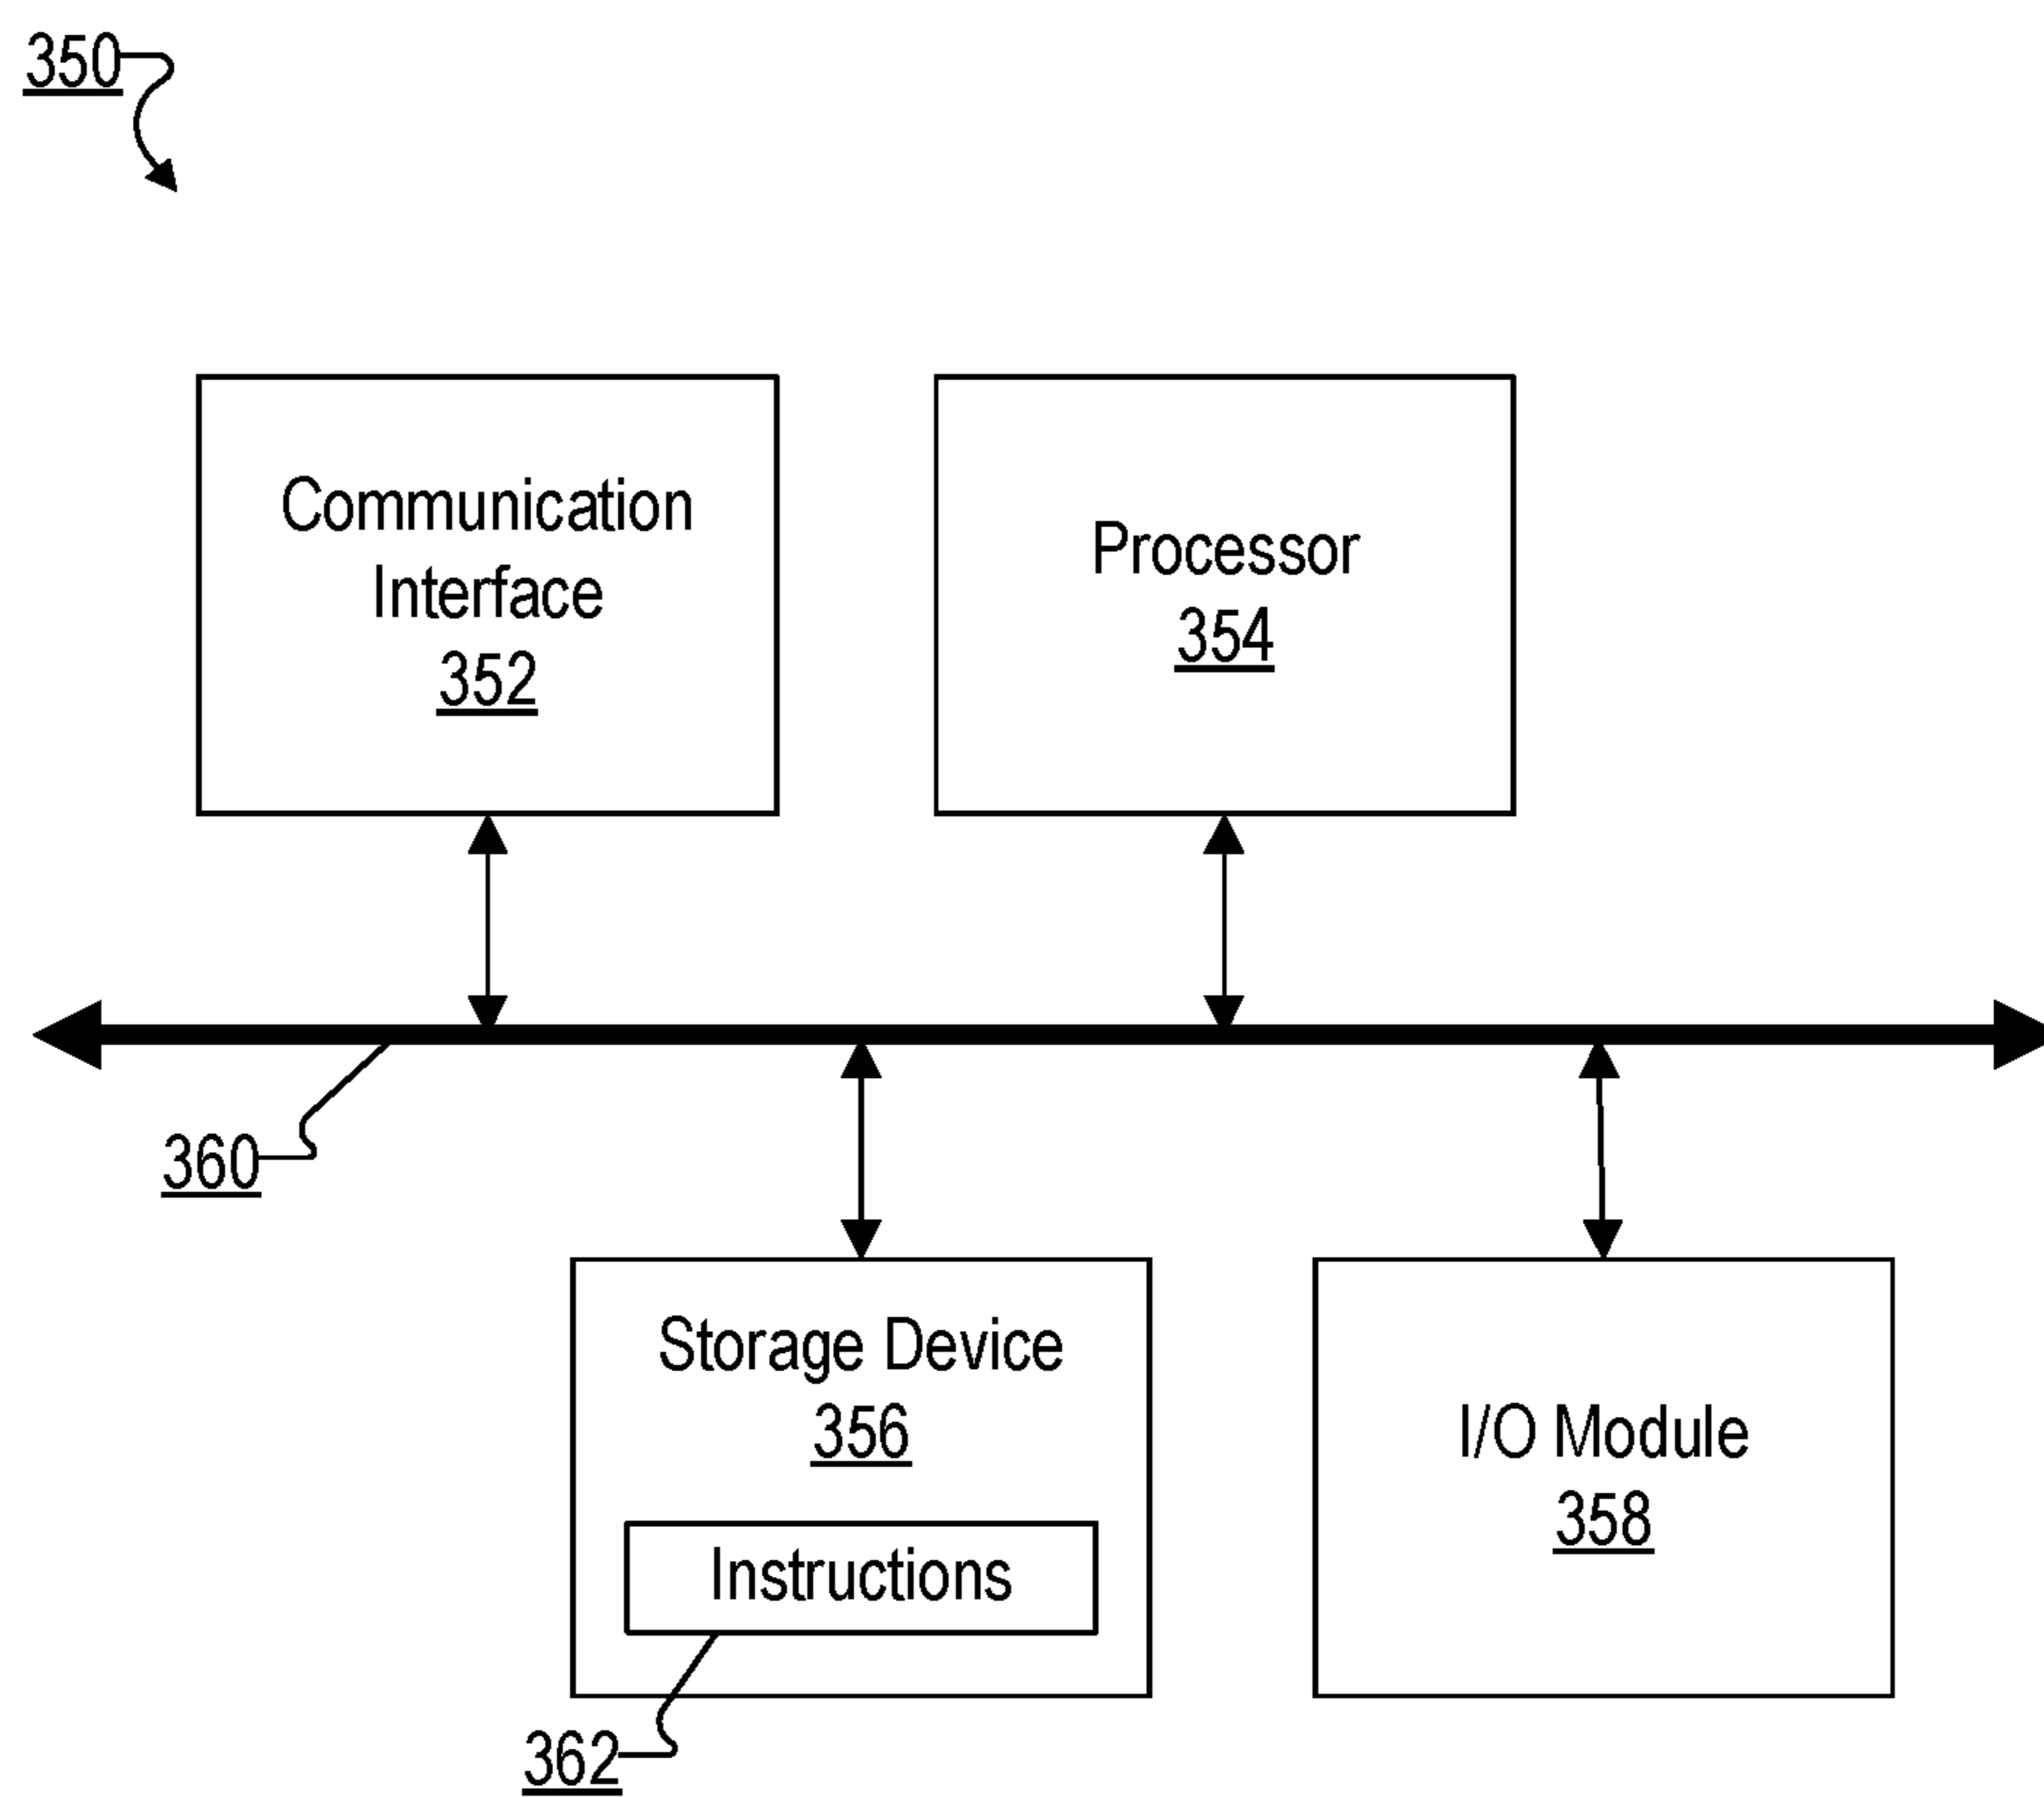 350
Communication
Interface
352
Processor
354
360
Storage Device
356
Instructions
362
I/O Module
358